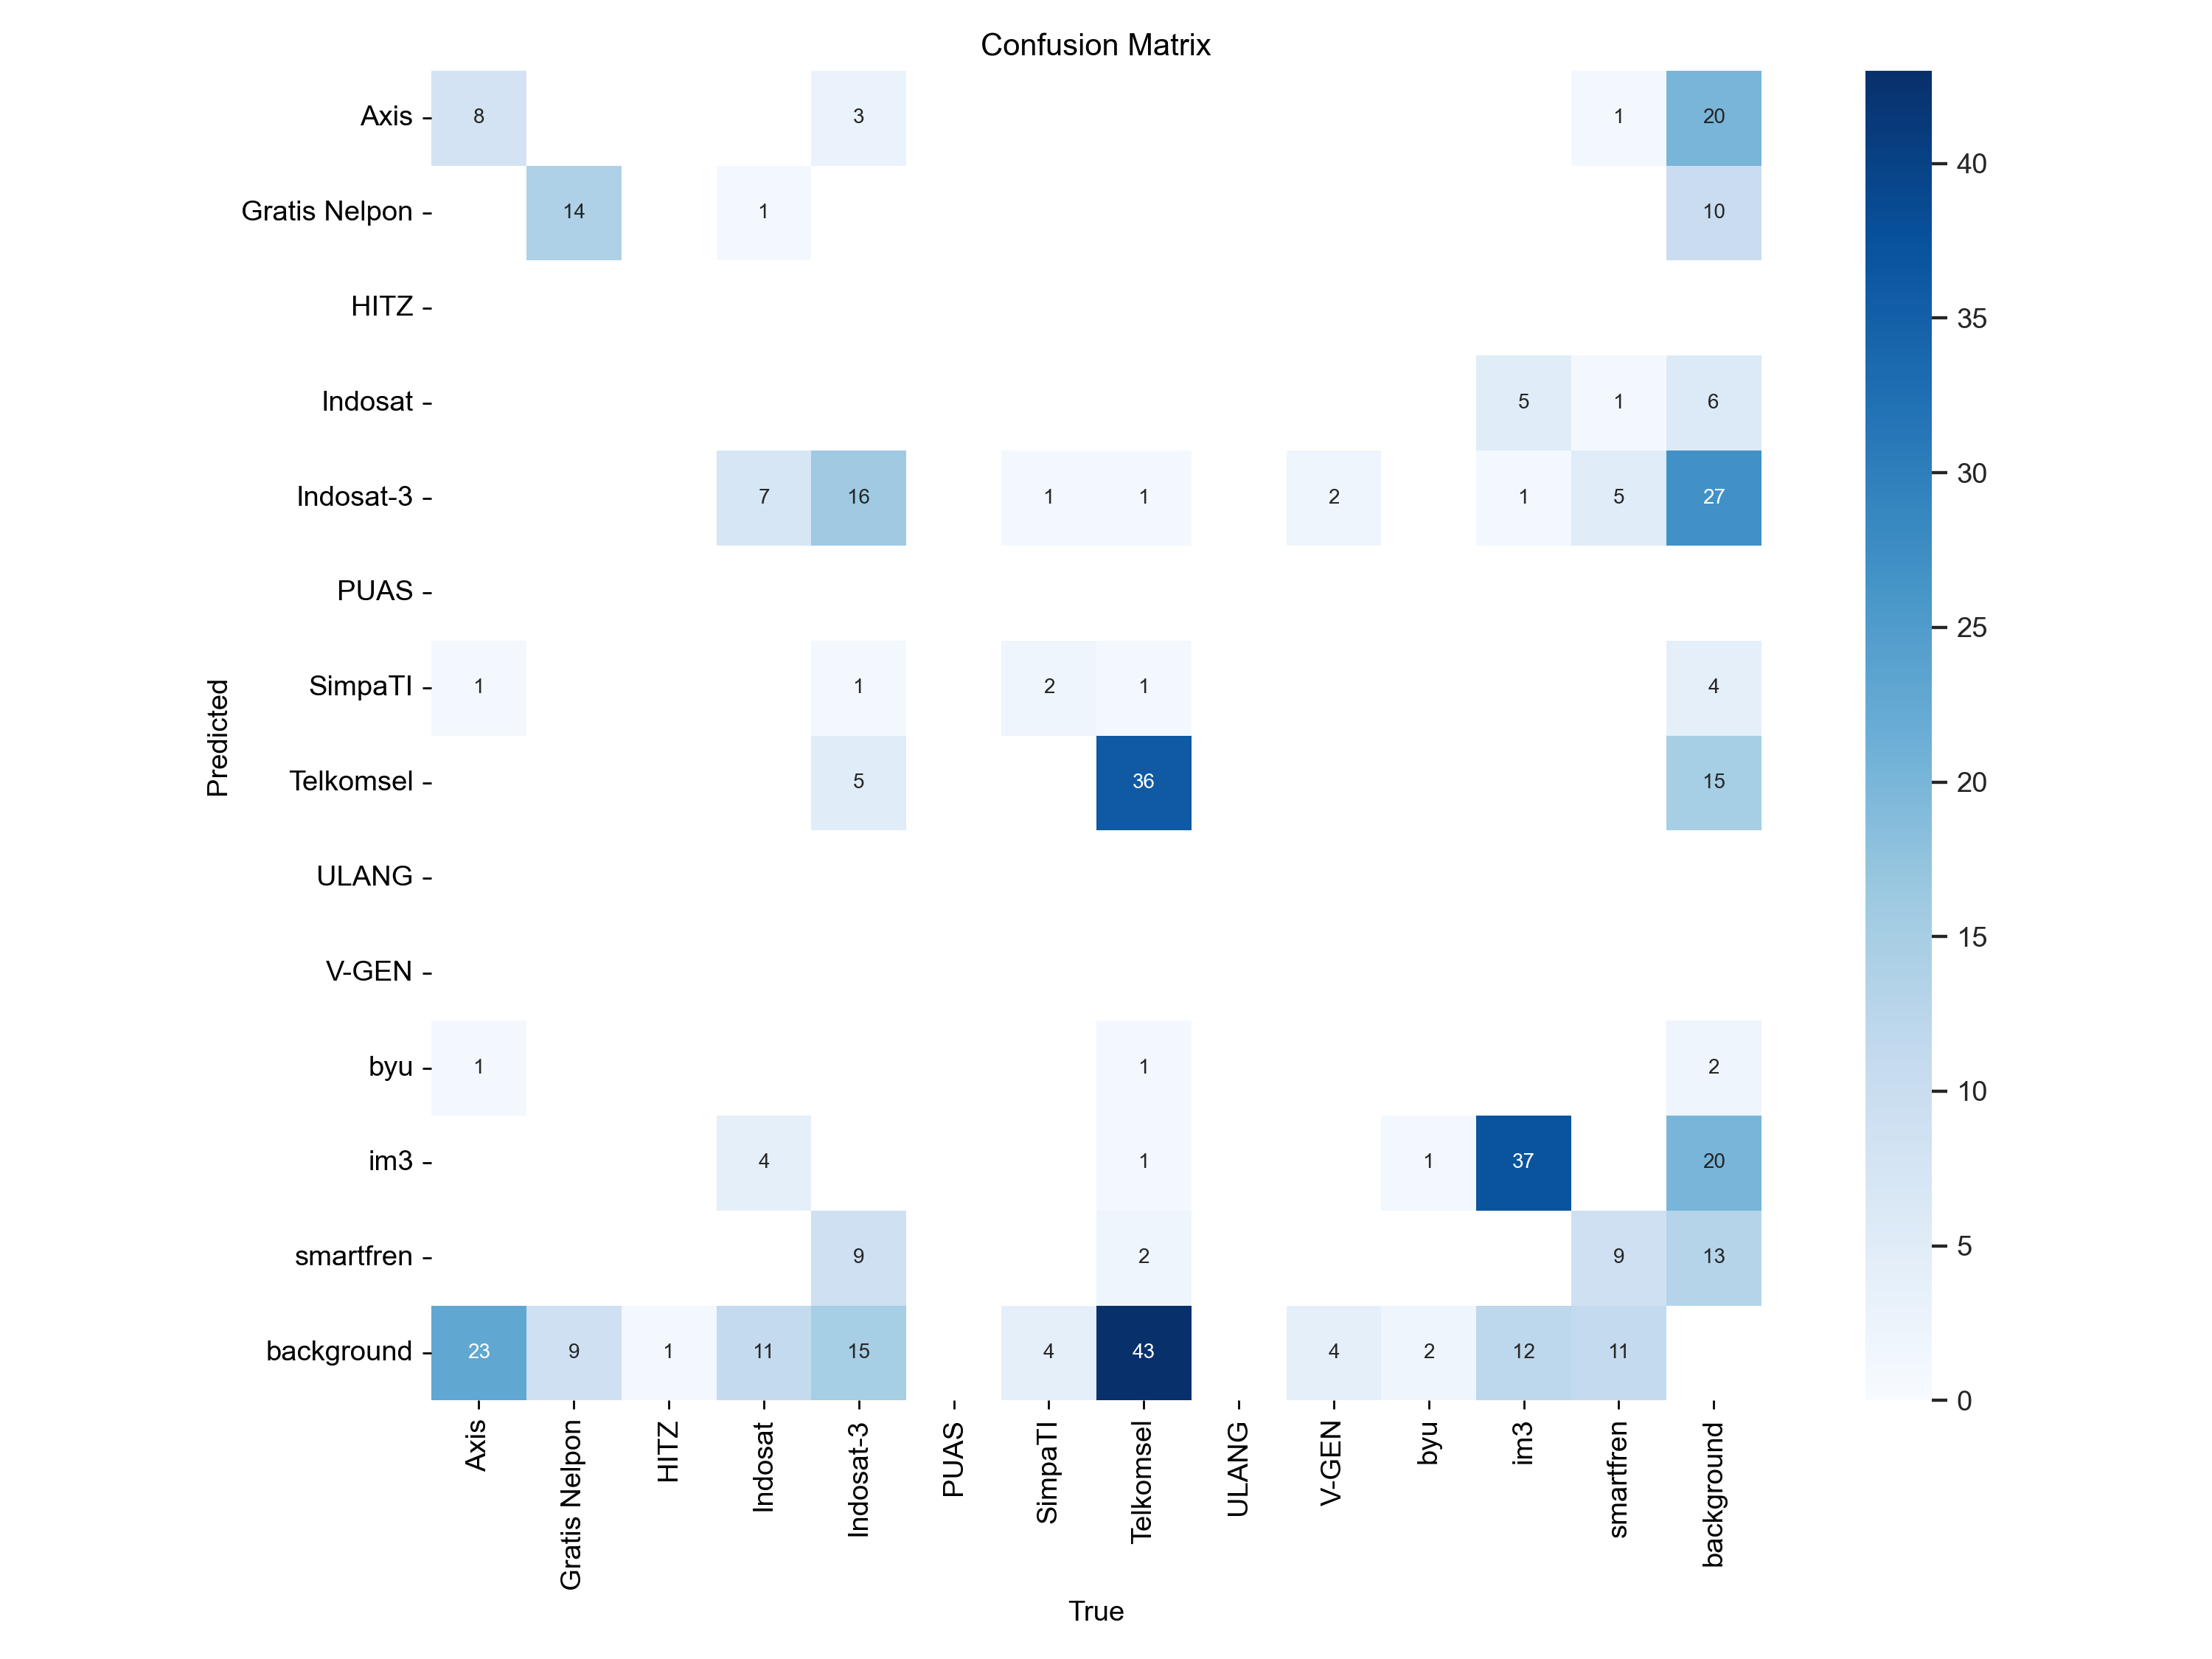 Confusion Matrix
Axis 8 3 1 20
Gratis Nelpon 14 1 10
HITZ
Indosat 5 1 6
Indosat-3 7 16 1 1 2 1 5 27
PUAS
SimpaTI 1 1 2 1 4
Telkomsel 5 36 15
ULANG
V-GEN
byu 1 1 2
im3 4 1 1 37 20
smartfren 9 2 9 13
background 23 9 1 11 15 4 43 4 2 12 11
Predicted
Axis Gratis Nelpon HITZ Indosat Indosat-3 PUAS SimpaTI Telkomsel ULANG V-GEN byu im3 smartfren background
True
40
35
30
25
20
15
10
5
0